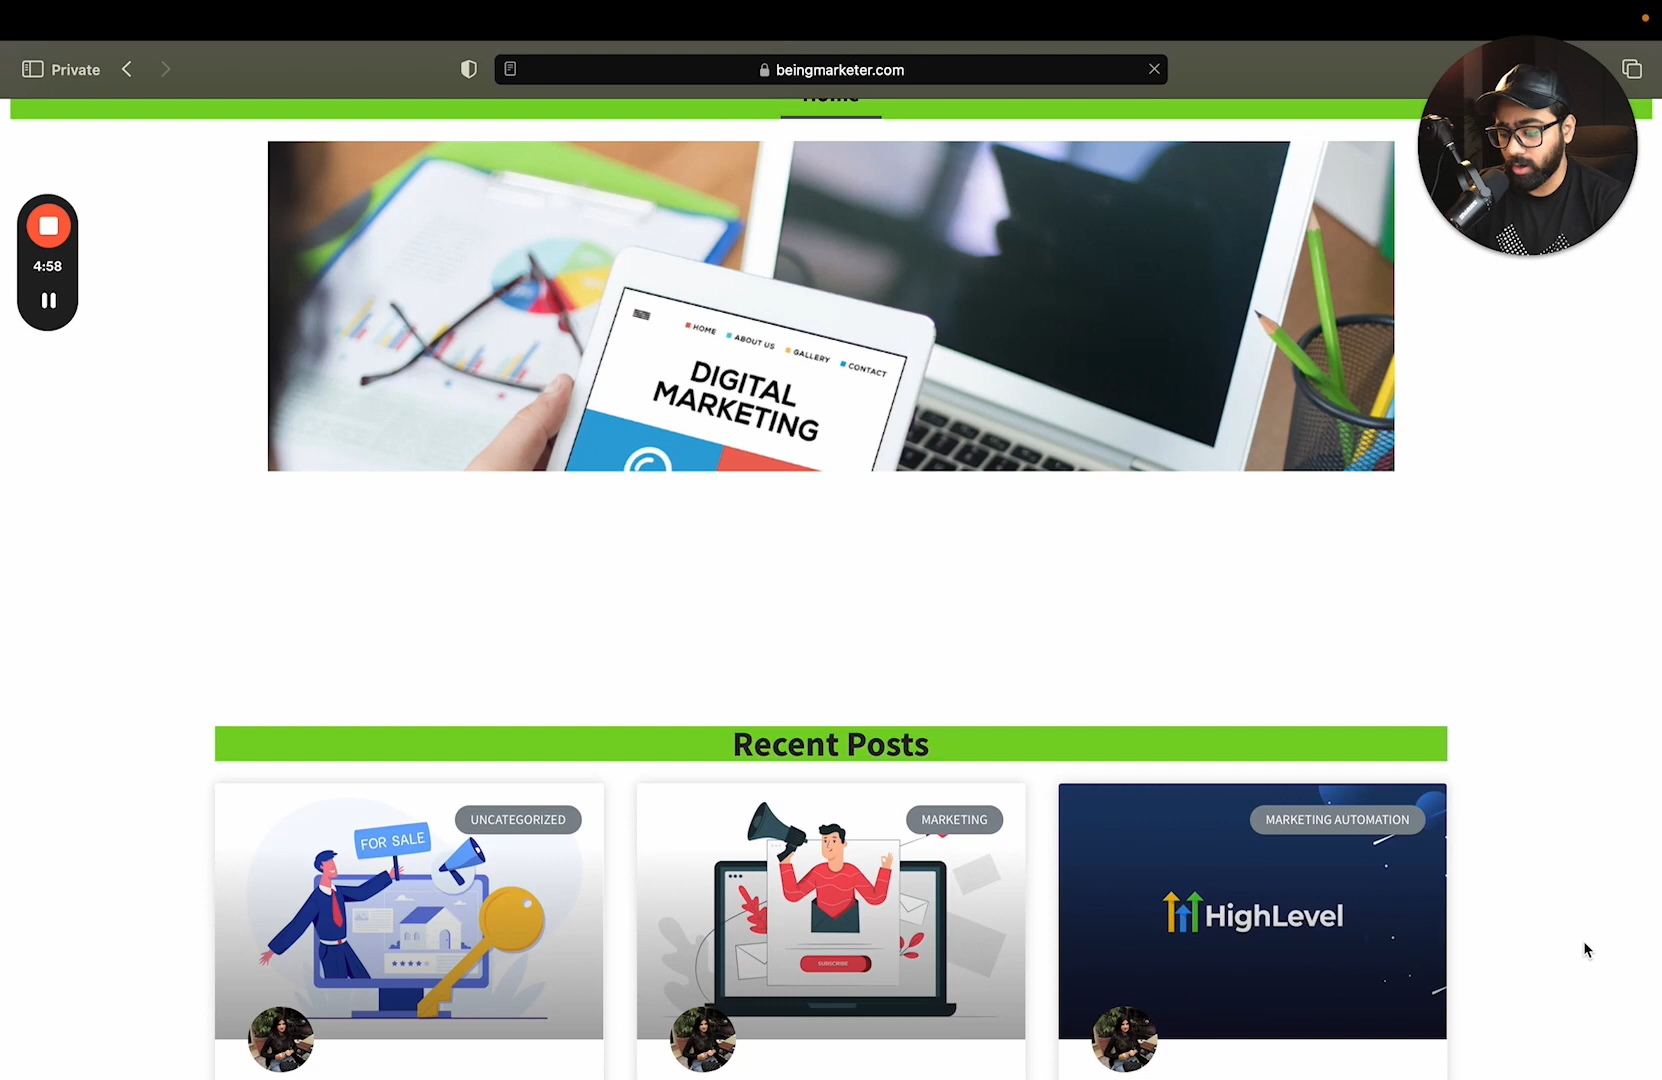 Private
beingmarketer.com
Home
4:58
HOME
ABOUT US
GALLERY
CONTACT
DIGITAL
MARKETING
Recent Posts
UNCATEGORIZED
FOR SALE
MARKETING
SUBSCRIBE
MARKETING AUTOMATION
HighLevel